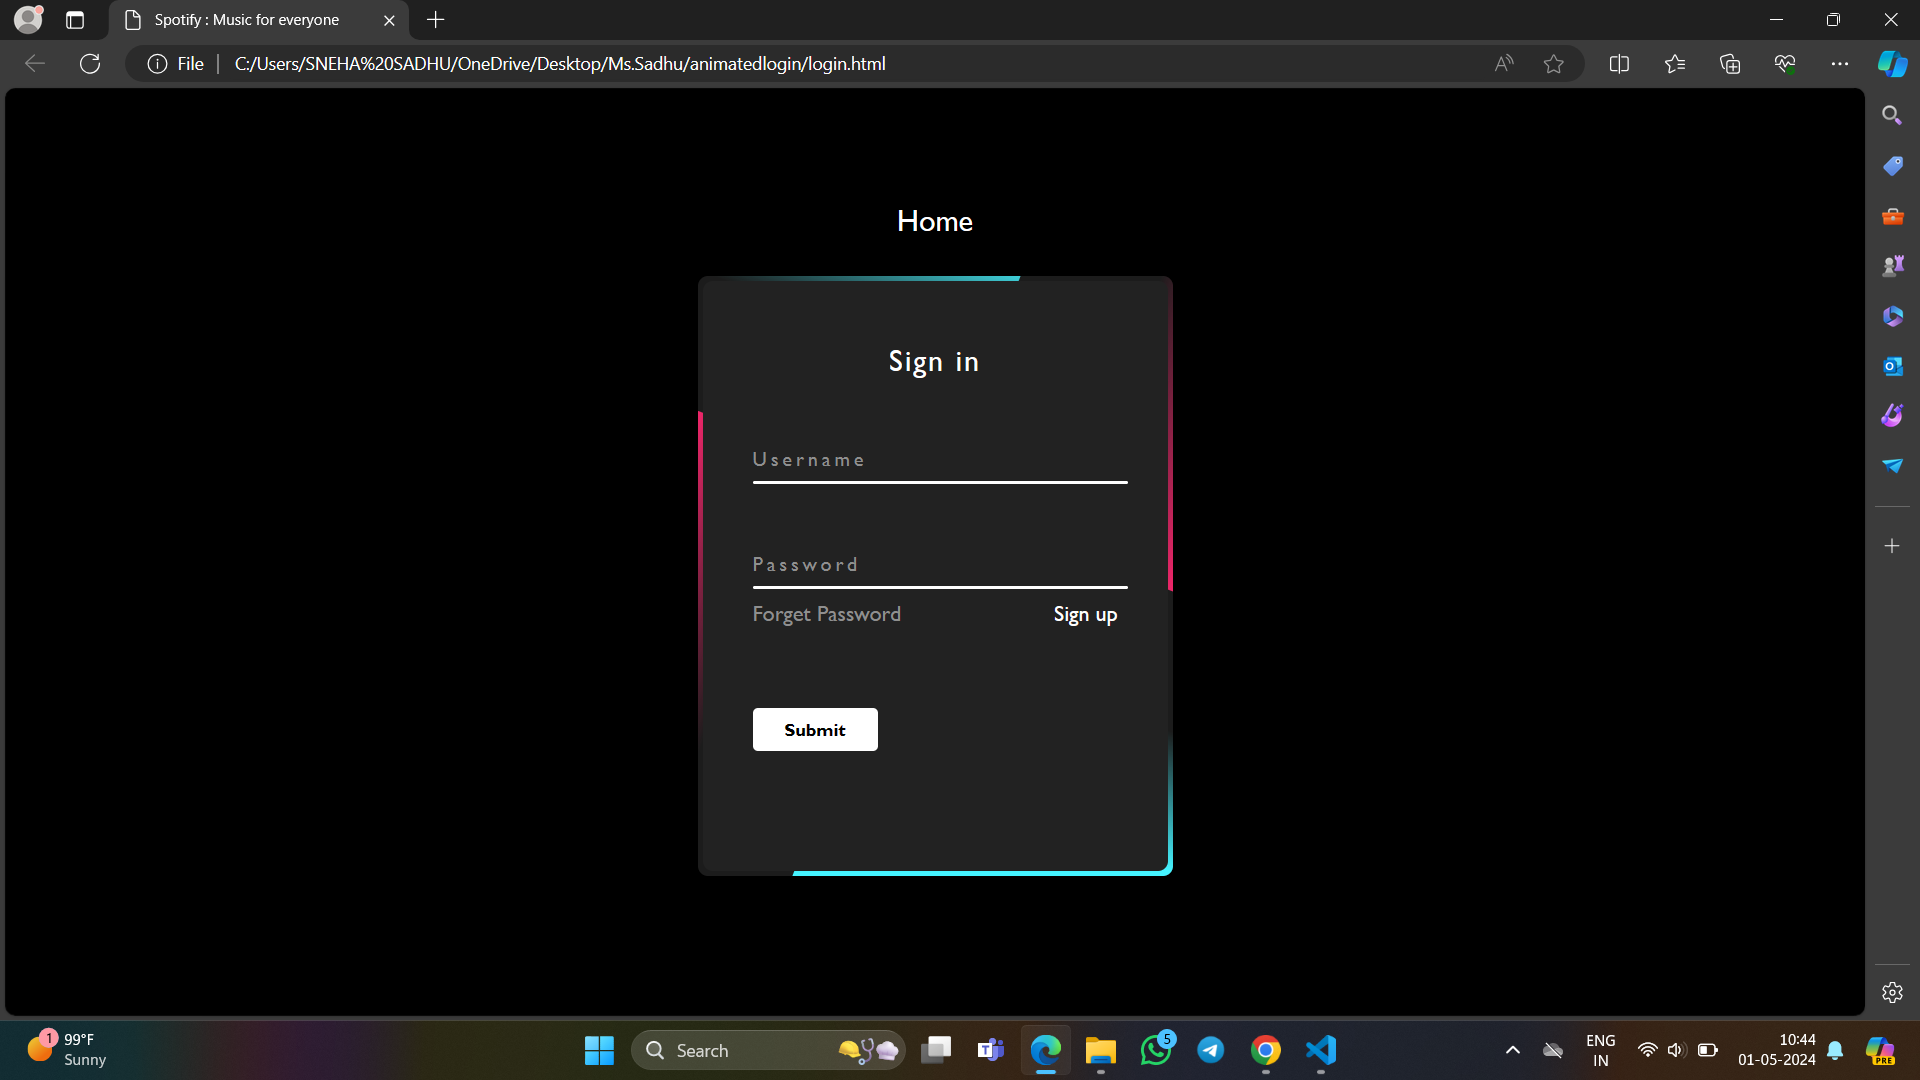 Spotify : Music for everyone
File
C:/Users/SNEHA%20SADHU/OneDrive/Desktop/Ms.Sadhu/animatedlogin/login.html
Home
Sign in
Username
Password
Forget Password
Sign up
Submit
1
99°F
Sunny
Search
5
ENG
IN
10:44
01-05-2024
PRE